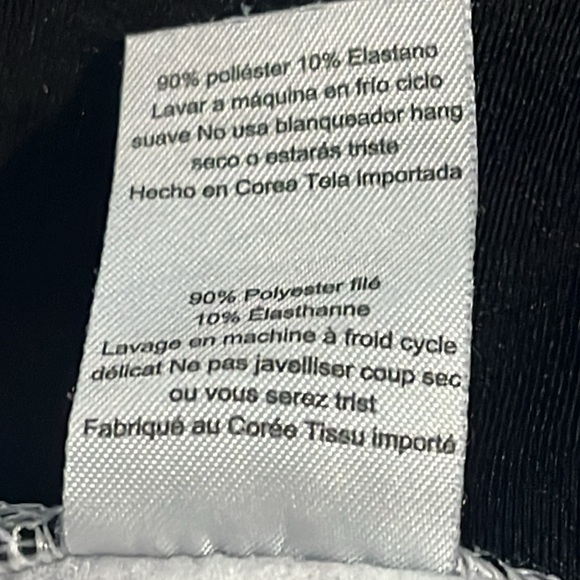 90% poliéster 10% Elastano
Lavar a máquina en frío ciclo
suave No usa blanqueador hang
seco o estarás triste
Hecho en Corea Tela Importada
90% Polyester filé
10% Élasthanne
Lavage en machine à froid cycle
délicat Ne pas javelliser coup sec
ou vous serez trist
Fabriqué au Corée Tissu importé